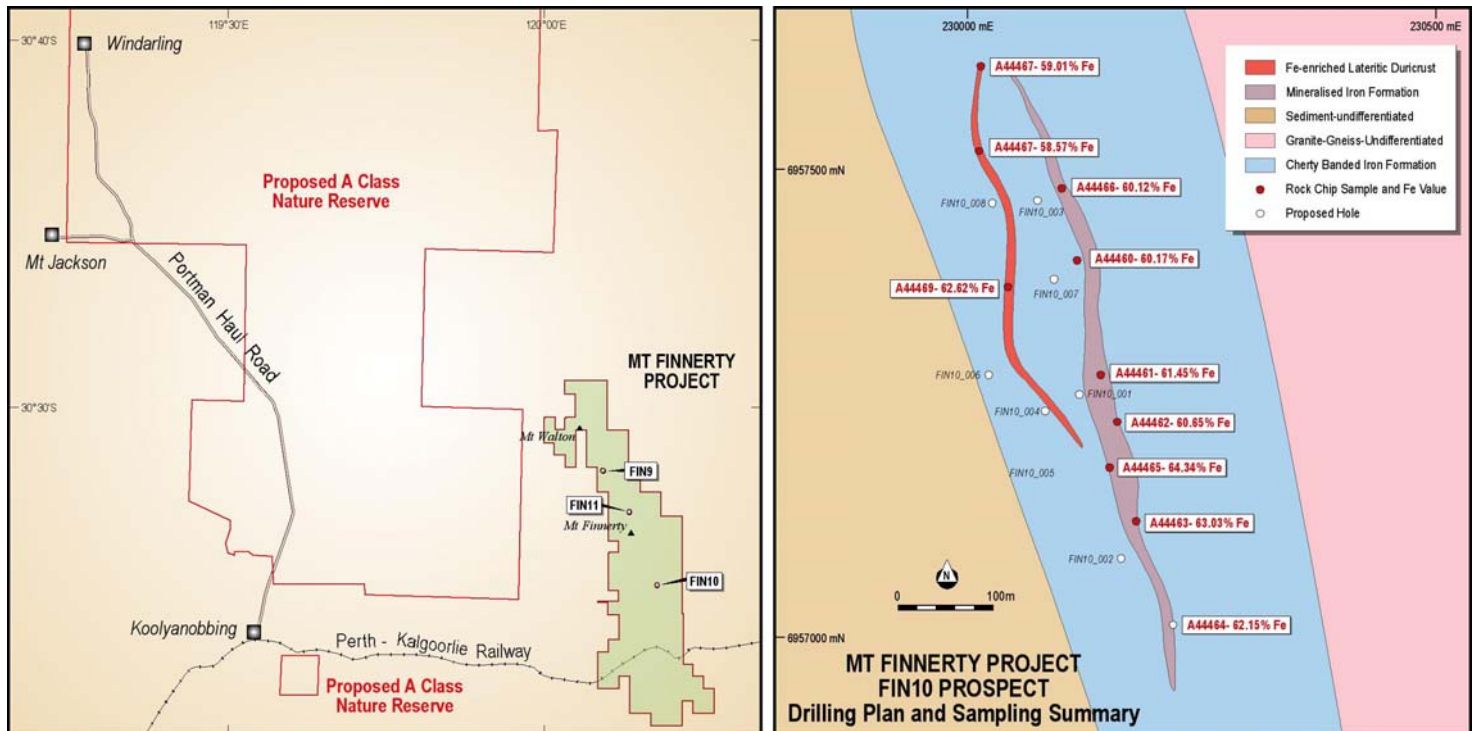 119°30'E
120°00'E
30°40'S
Windarling
Proposed A Class
Nature Reserve
Mt Jackson
Portman Haul Road
MT FINNERTY
PROJECT
30°30'S
Mt Walton
FIN9
FIN11
Mt Finnerty
FIN10
Koolyanobbing
Perth - Kalgoorlie Railway
Proposed A Class
Nature Reserve
230000 mE
230500 mE
A44467- 59.01% Fe
Fe-enriched Lateritic Duricrust
Mineralised Iron Formation
Sediment-undifferentiated
Granite-Gneiss-Undifferentiated
Cherty Banded Iron Formation
Rock Chip Sample and Fe Value
Proposed Hole
A44467- 58.57% Fe
6957500 mN
A44466- 60.12% Fe
FIN10_008
FIN10_003
A44460- 60.17% Fe
FIN10_007
A44469- 62.62% Fe
FIN10_006
A44461- 61.45% Fe
FIN10_001
FIN10_004
A44462- 60.65% Fe
FIN10_005
A44465- 64.34% Fe
A44463- 63.03% Fe
FIN10_002
N
0
100m
A44464- 62.15% Fe
6957000 mN
MT FINNERTY PROJECT
FIN10 PROSPECT
Drilling Plan and Sampling Summary